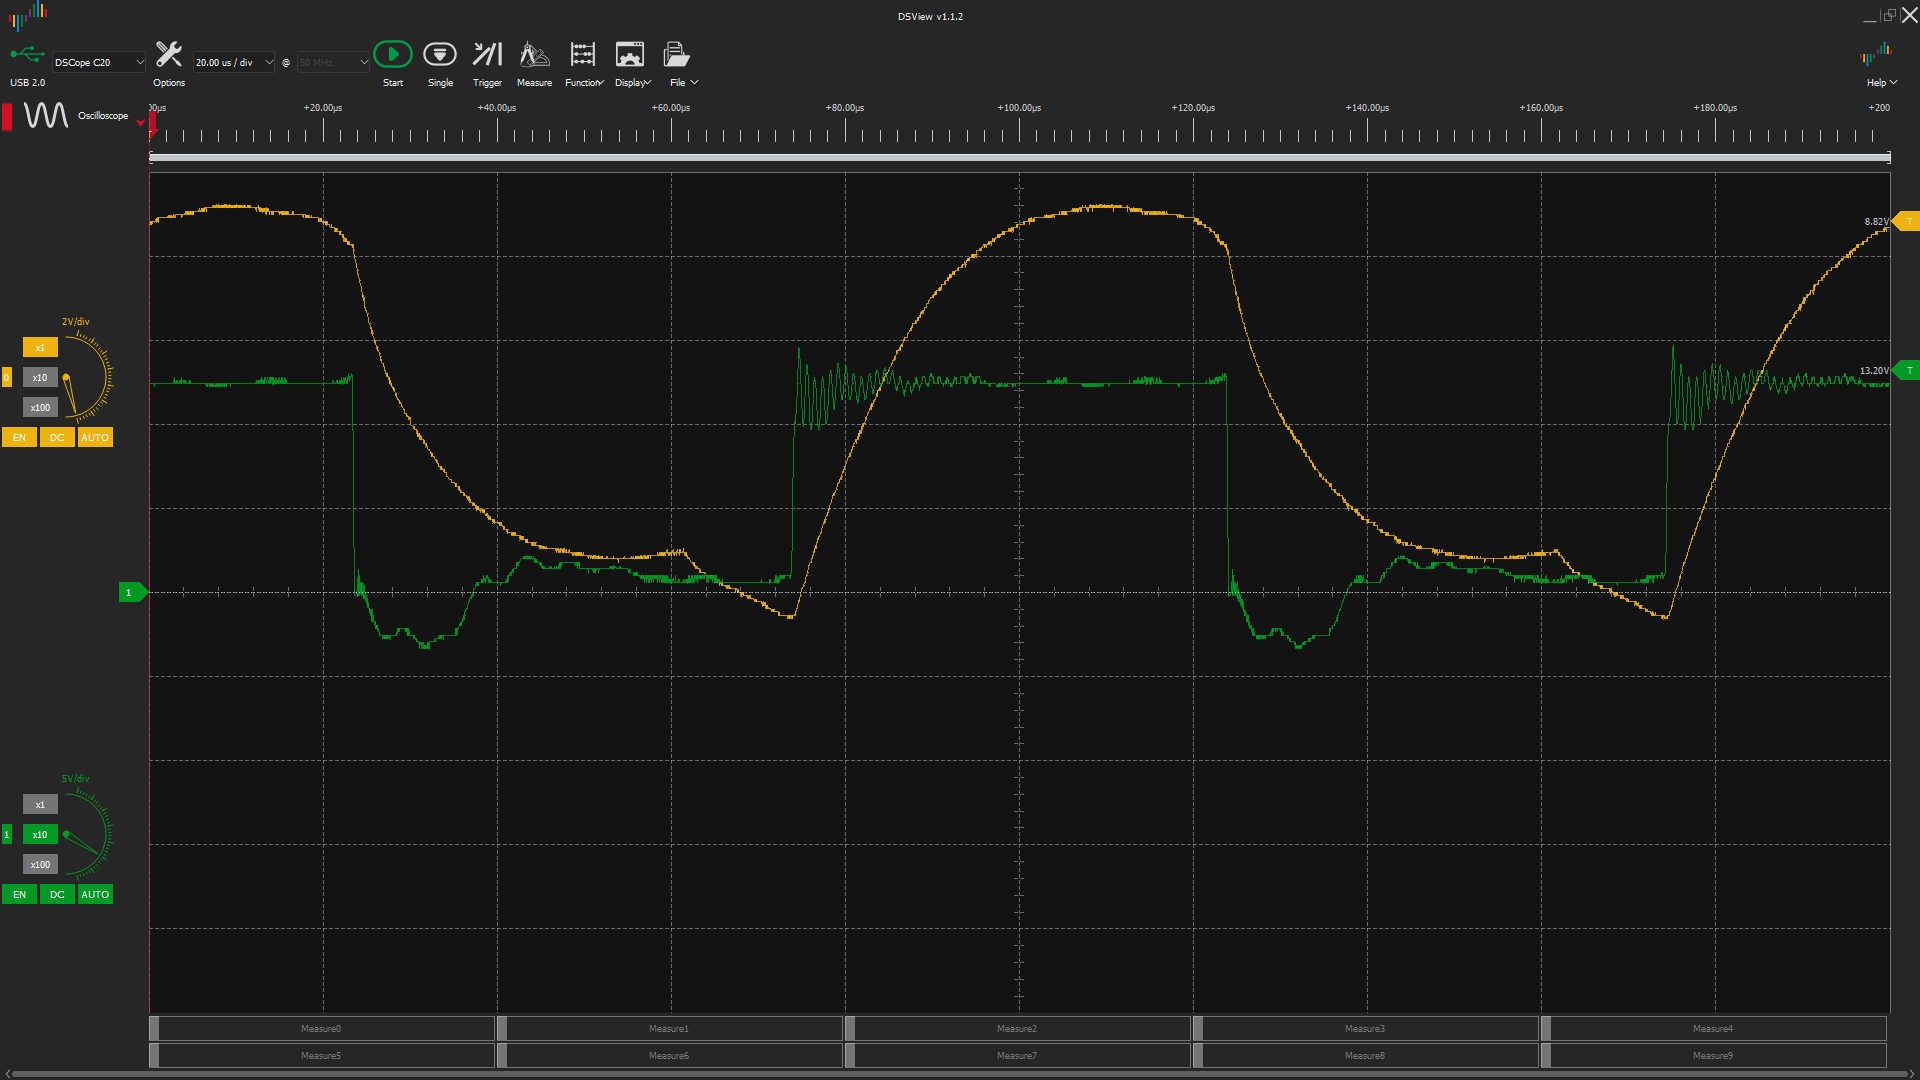 DSView v1.1.2
USB 2.0
DSCope C20
Options
20.00 us / div
@
50 MHz
Start
Single
Trigger
Measure
Function
Display
File
Help
Oscilloscope
00µs +20.00µs +40.00µs +60.00µs +80.00µs +100.00µs +120.00µs +140.00µs +160.00µs +180.00µs +200
T
8.82V T
2V/div
x1
0 x10
x100
EN DC AUTO
13.20V T
1
5V/div
x1
1 x10
x100
EN DC AUTO
Measure0 Measure1 Measure2 Measure3 Measure4
Measure5 Measure6 Measure7 Measure8 Measure9